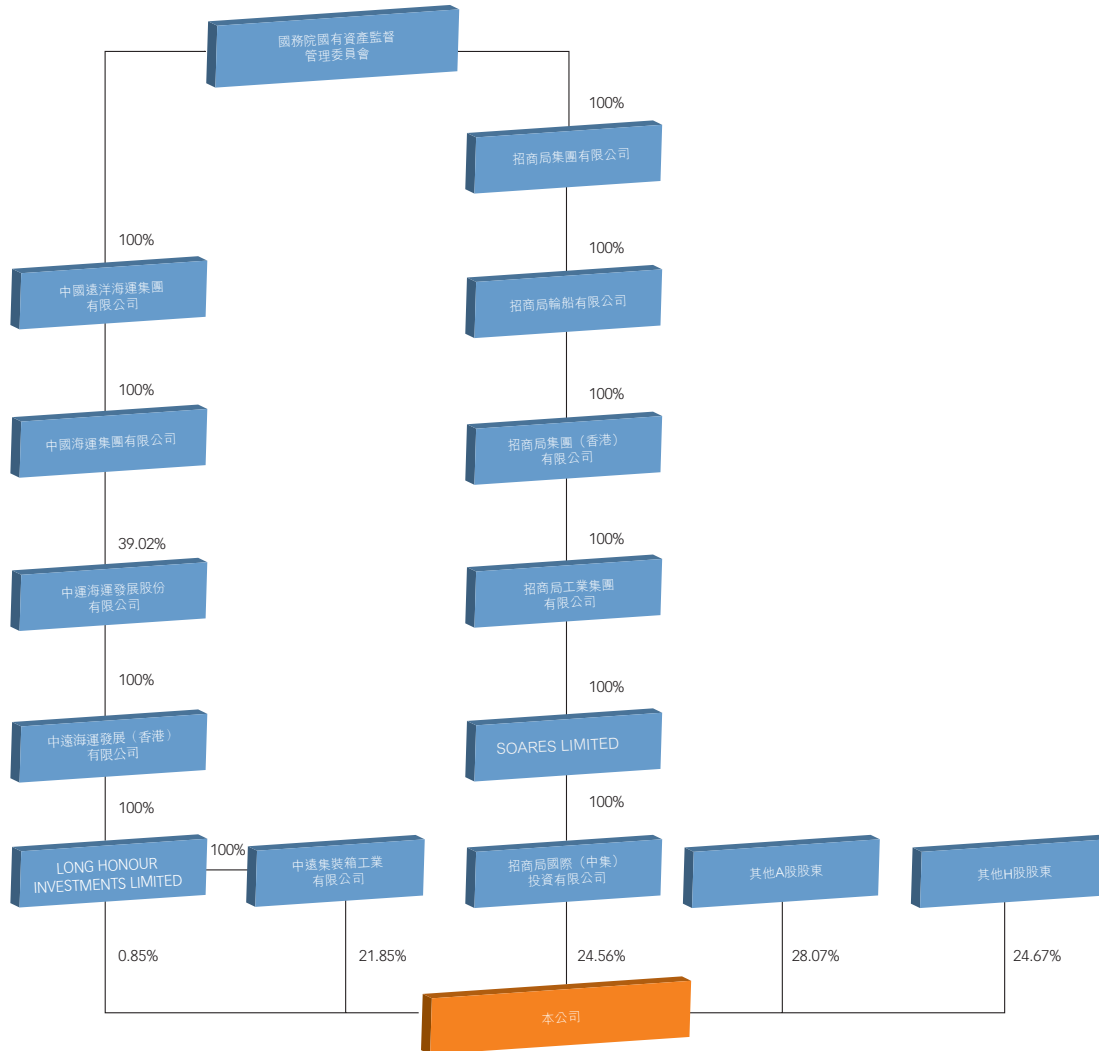 國務院國有資產監督
管理委員會
100%
招商局集團有限公司
100%
100%
中國遠洋海運集團
有限公司
招商局輪船有限公司
100%
100%
中國海運集團有限公司
招商局集團（香港）
有限公司
39.02%
100%
中運海運發展股份
有限公司
招商局工業集團
有限公司
100%
100%
中遠海運發展（香港）
有限公司
SOARES LIMITED
100%
100%
LONG HONOUR
INVESTMENTS LIMITED
100%
中遠集裝箱工業
有限公司
招商局國際（中集）
投資有限公司
其他A股股東
其他H股股東
0.85%
21.85%
24.56%
28.07%
24.67%
本公司